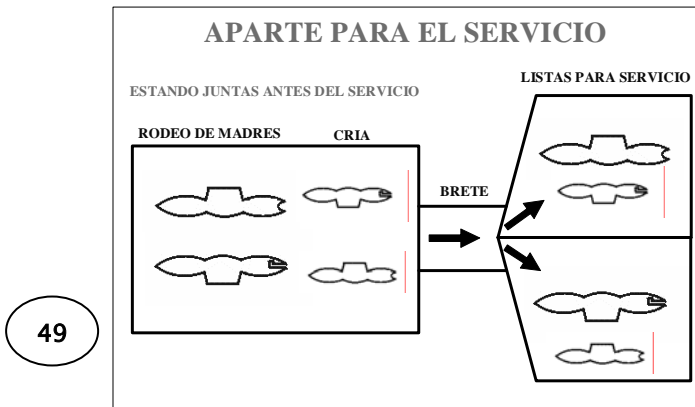 APARTE PARA EL SERVICIO
LISTAS PARA SERVICIO
ESTANDO JUNTAS ANTES DEL SERVICIO
RODEO DE MADRES CRIA
BRETE
49